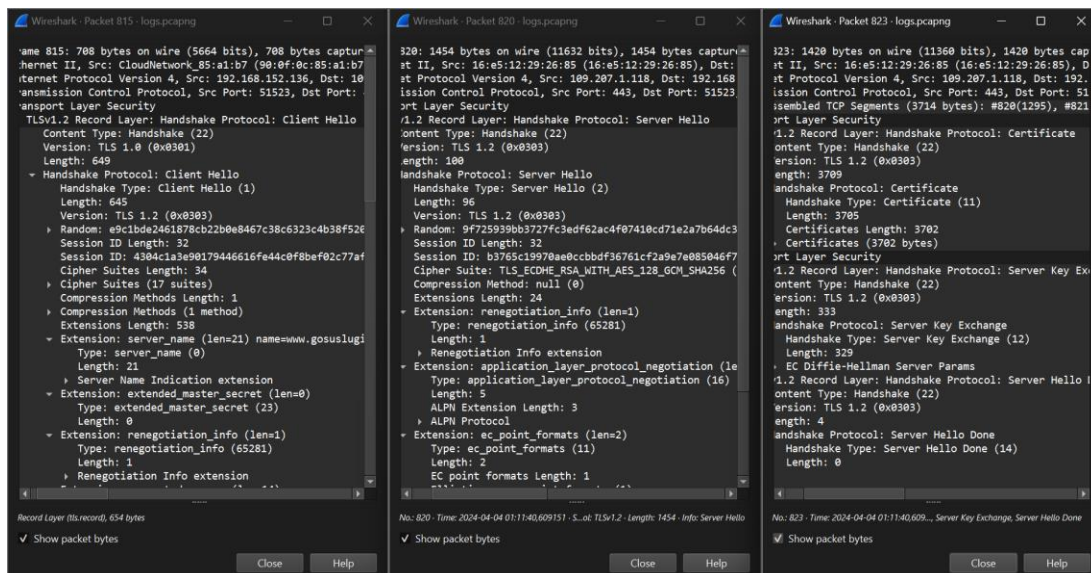 Wireshark · Packet 815 · logs.pcapng
ame 815: 708 bytes on wire (5664 bits), 708 bytes captur
hernet II, Src: CloudNetwork_85:a1:b7 (90:0f:0c:85:a1:b7
ternet Protocol Version 4, Src: 192.168.152.136, Dst: 10
ansmission Control Protocol, Src Port: 51523, Dst Port:
ansport Layer Security
TLSv1.2 Record Layer: Handshake Protocol: Client Hello
Content Type: Handshake (22)
Version: TLS 1.0 (0x0301)
Length: 649
Handshake Protocol: Client Hello
Handshake Type: Client Hello (1)
Length: 645
Version: TLS 1.2 (0x0303)
Random: e9c1bde2461878cb22b0e8467c38c6323c4b38f520
Session ID Length: 32
Session ID: 4304c1a3e90179446616fe44c0f8bef02c77af
Cipher Suites Length: 34
Cipher Suites (17 suites)
Compression Methods Length: 1
Compression Methods (1 method)
Extensions Length: 538
Extension: server_name (len=21) name=www.gosuslugi
Type: server_name (0)
Length: 21
Server Name Indication extension
Extension: extended_master_secret (len=0)
Type: extended_master_secret (23)
Length: 0
Extension: renegotiation_info (len=1)
Type: renegotiation_info (65281)
Length: 1
Renegotiation Info extension
Record Layer (tls.record), 654 bytes
Show packet bytes
Close Help
Wireshark · Packet 820 · logs.pcapng
820: 1454 bytes on wire (11632 bits), 1454 bytes capture
et II, Src: 16:e5:12:29:26:85 (16:e5:12:29:26:85), Dst:
et Protocol Version 4, Src: 109.207.1.118, Dst: 192.168
ission Control Protocol, Src Port: 443, Dst Port: 51523,
ort Layer Security
v1.2 Record Layer: Handshake Protocol: Server Hello
Content Type: Handshake (22)
Version: TLS 1.2 (0x0303)
ength: 100
Handshake Protocol: Server Hello
Handshake Type: Server Hello (2)
Length: 96
Version: TLS 1.2 (0x0303)
Random: 9f725939bb3727fc3edf62ac4f07410cd71e2a7b64dc3
Session ID Length: 32
Session ID: b3765c19970ae0ccbbdf36761cf2a9e7e085046f7
Cipher Suite: TLS_ECDHE_RSA_WITH_AES_128_GCM_SHA256 (
Compression Method: null (0)
Extensions Length: 24
Extension: renegotiation_info (len=1)
Type: renegotiation_info (65281)
Length: 1
Renegotiation Info extension
Extension: application_layer_protocol_negotiation (le
Type: application_layer_protocol_negotiation (16)
Length: 5
ALPN Extension Length: 3
ALPN Protocol
Extension: ec_point_formats (len=2)
Type: ec_point_formats (11)
Length: 2
EC point formats Length: 1
No.: 820 · Time: 2024-04-04 01:11:40,609151 · S...ol: TLSv1.2 · Length: 1454 · Info: Server Hello
Show packet bytes
Close Help
Wireshark · Packet 823 · logs.pcapng
323: 1420 bytes on wire (11360 bits), 1420 bytes cap
et II, Src: 16:e5:12:29:26:85 (16:e5:12:29:26:85), D
et Protocol Version 4, Src: 109.207.1.118, Dst: 192.
ission Control Protocol, Src Port: 443, Dst Port: 51
ssembled TCP Segments (3714 bytes): #820(1295), #821
ort Layer Security
v1.2 Record Layer: Handshake Protocol: Certificate
ontent Type: Handshake (22)
ersion: TLS 1.2 (0x0303)
ength: 3709
andshake Protocol: Certificate
Handshake Type: Certificate (11)
Length: 3705
Certificates Length: 3702
Certificates (3702 bytes)
ort Layer Security
v1.2 Record Layer: Handshake Protocol: Server Key Ex
ontent Type: Handshake (22)
ersion: TLS 1.2 (0x0303)
ength: 333
andshake Protocol: Server Key Exchange
Handshake Type: Server Key Exchange (12)
Length: 329
EC Diffie-Hellman Server Params
v1.2 Record Layer: Handshake Protocol: Server Hello
ontent Type: Handshake (22)
ersion: TLS 1.2 (0x0303)
ength: 4
andshake Protocol: Server Hello Done
Handshake Type: Server Hello Done (14)
Length: 0
No.: 823 · Time: 2024-04-04 01:11:40,609..., Server Key Exchange, Server Hello Done
Show packet bytes
Close Help